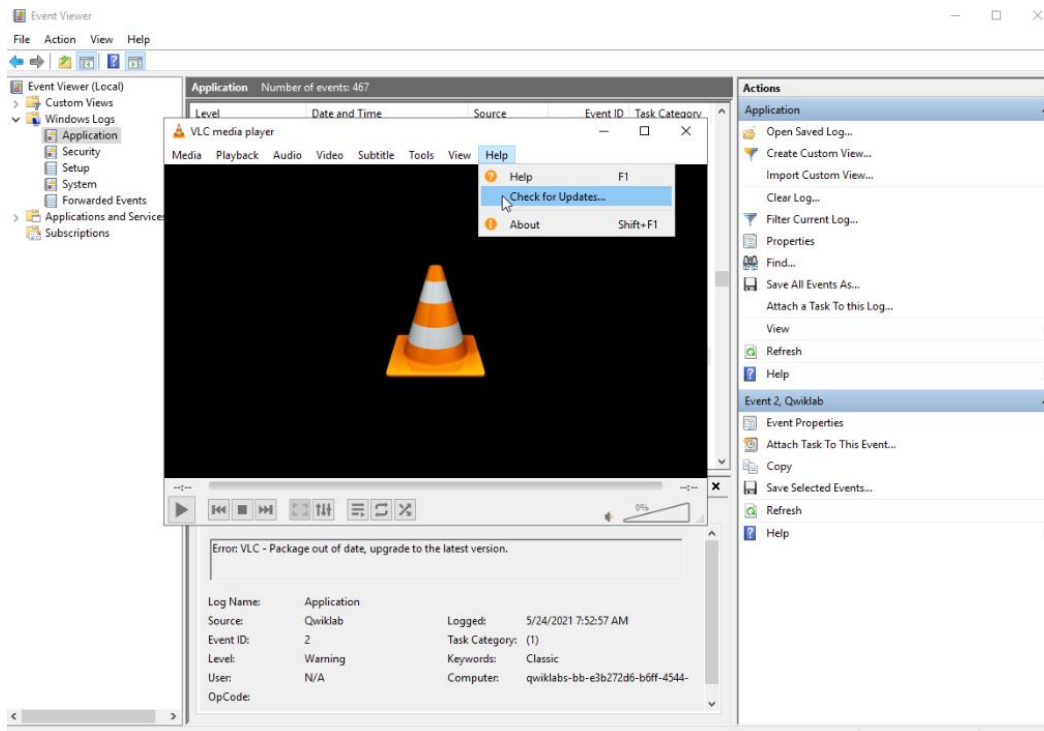 Event Viewer
File Action View Help
Event Viewer (Local)
Custom Views
Windows Logs
Application
Security
Setup
System
Forwarded Events
Applications and Services
Subscriptions
Application Number of events: 467
Level Date and Time Source Event ID Task Category
VLC media player
Media Playback Audio Video Subtitle Tools View Help
Help F1
Check for Updates...
About Shift+F1
--:-- --:--
0%
Error: VLC - Package out of date, upgrade to the latest version.
Log Name: Application
Source: Qwiklab Logged: 5/24/2021 7:52:57 AM
Event ID: 2 Task Category: (1)
Level: Warning Keywords: Classic
User: N/A Computer: qwiklabs-bb-e3b272d6-b6ff-4544-
OpCode:
Actions
Application
Open Saved Log...
Create Custom View...
Import Custom View...
Clear Log...
Filter Current Log...
Properties
Find...
Save All Events As...
Attach a Task To this Log...
View
Refresh
Help
Event 2, Qwiklab
Event Properties
Attach Task To This Event...
Copy
Save Selected Events...
Refresh
Help